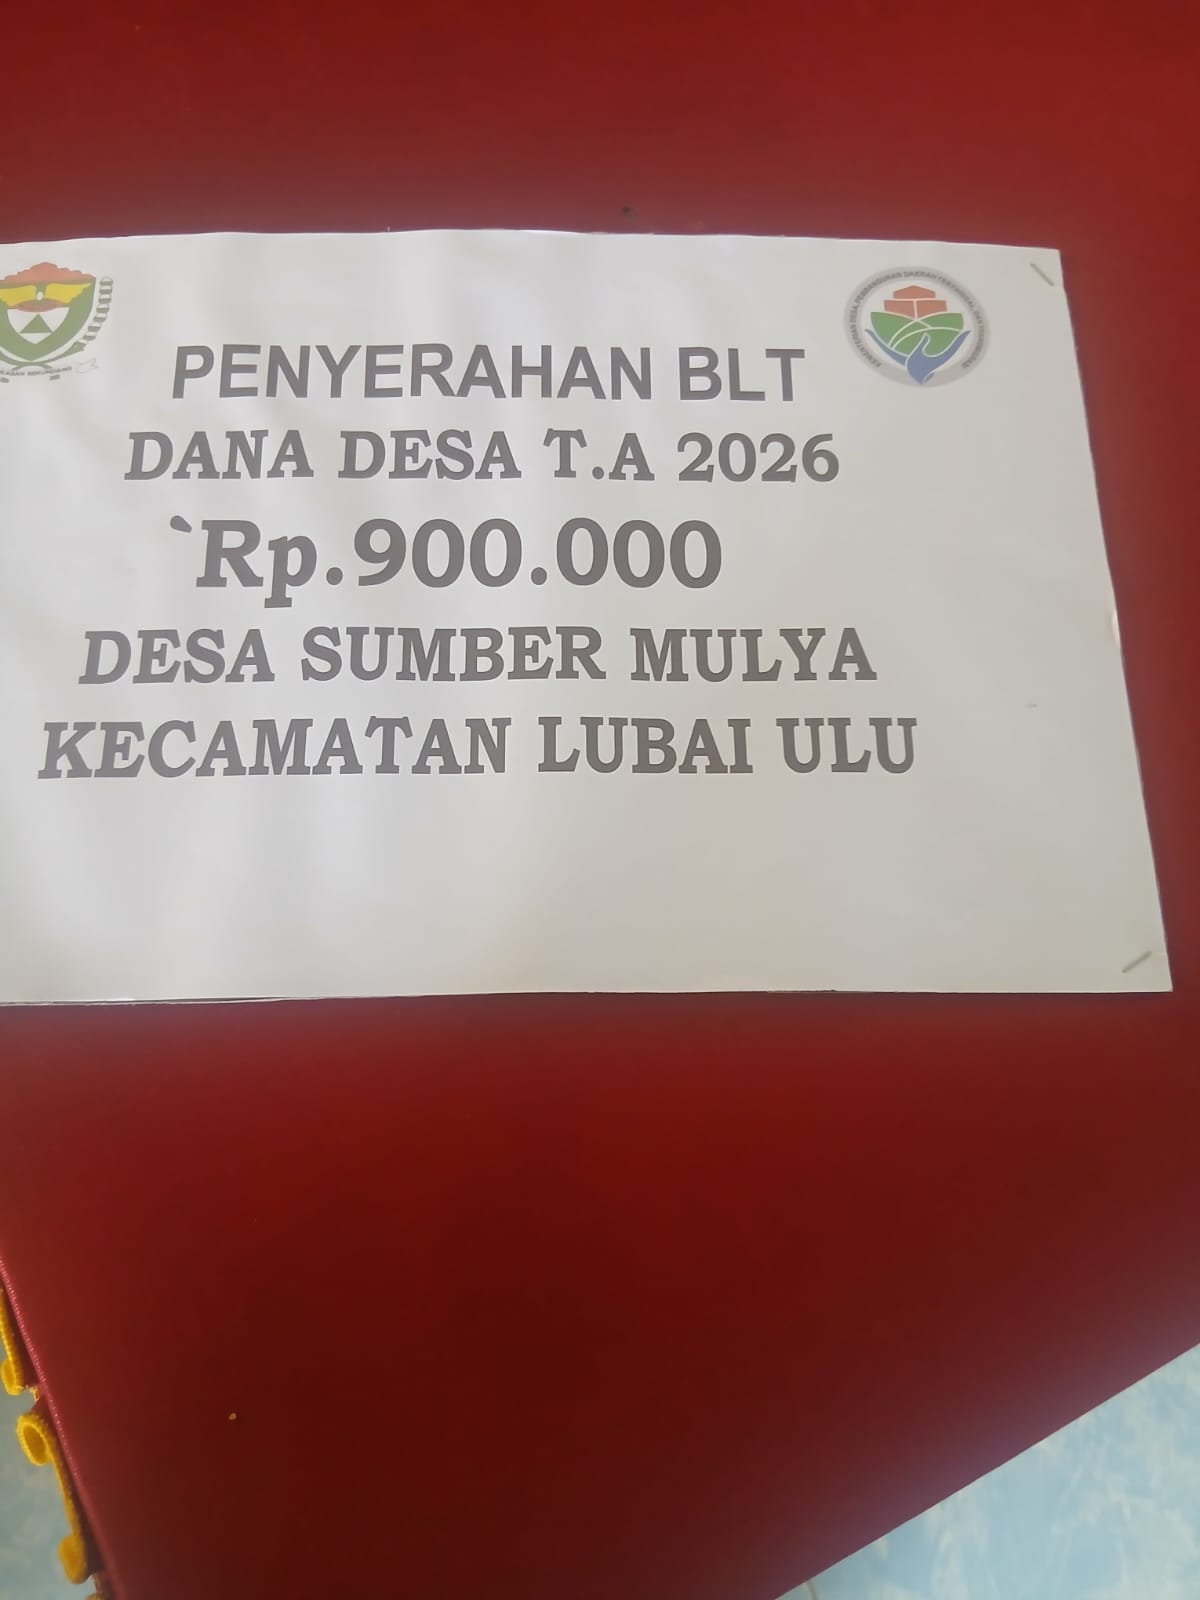 PENYERAHAN BLT
DANA DESA T.A 2026
`Rp.900.000
DESA SUMBER MULYA
KECAMATAN LUBAI ULU